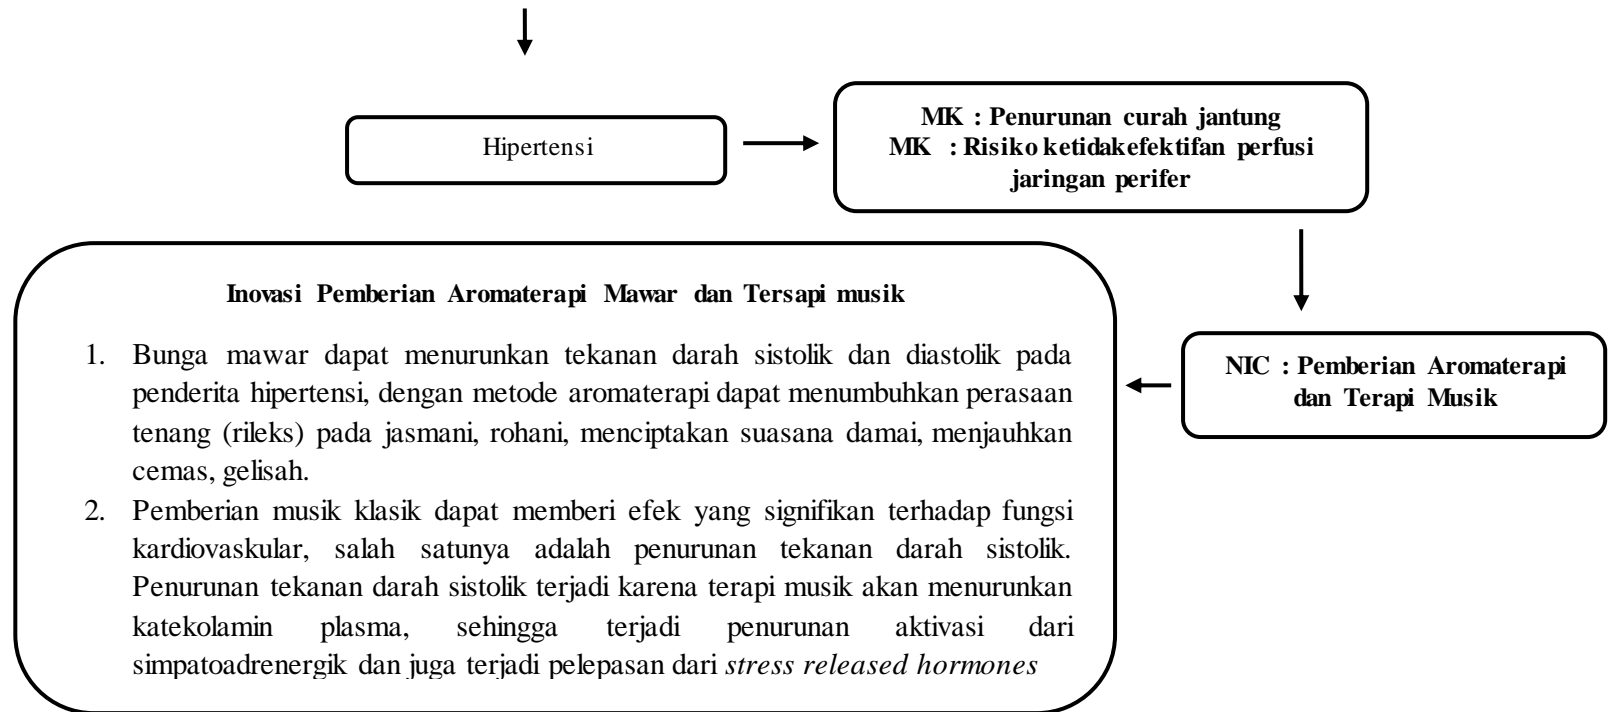 Hipertensi
MK : Penurunan curah jantung
MK : Risiko ketidakefektifan perfusi
jaringan perifer
NIC : Pemberian Aromaterapi
dan Terapi Musik
Inovasi Pemberian Aromaterapi Mawar dan Tersapi musik
1. Bunga mawar dapat menurunkan tekanan darah sistolik dan diastolik pada
penderita hipertensi, dengan metode aromaterapi dapat menumbuhkan perasaan
tenang (rileks) pada jasmani, rohani, menciptakan suasana damai, menjauhkan
cemas, gelisah.
2. Pemberian musik klasik dapat memberi efek yang signifikan terhadap fungsi
kardiovaskular, salah satunya adalah penurunan tekanan darah sistolik.
Penurunan tekanan darah sistolik terjadi karena terapi musik akan menurunkan
katekolamin plasma, sehingga terjadi penurunan aktivasi dari
simpatoadrenergik dan juga terjadi pelepasan dari stress released hormones